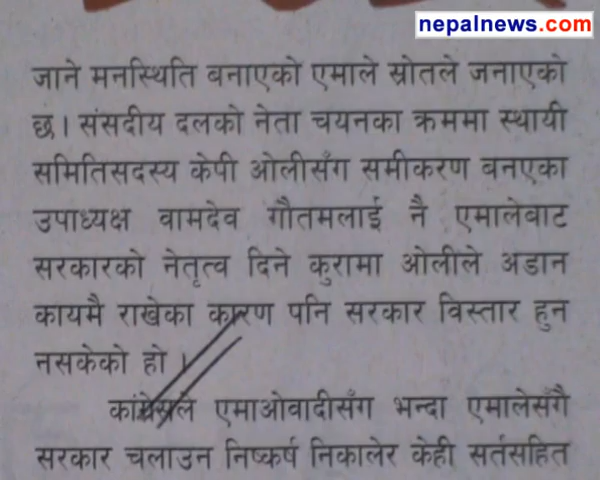 nepalnews.com
जाने मनस्थिति बनाएको एमाले स्रोतले जनाएको
छ। संसदीय दलको नेता चयनका क्रममा स्थायी
समितिसदस्य केपी ओलीसँग समीकरण बनएका
उपाध्यक्ष वामदेव गौतमलाई नै एमालेबाट
सरकारको नेतृत्व दिने कुरामा ओलीले अडान
कायमै राखेका कारण पनि सरकार विस्तार हुन
नसकेको हो ।
कांग्रेसले एमाओवादीसँग भन्दा एमालेसँगै
सरकार चलाउन निष्कर्ष निकालेर केही सर्तसहित